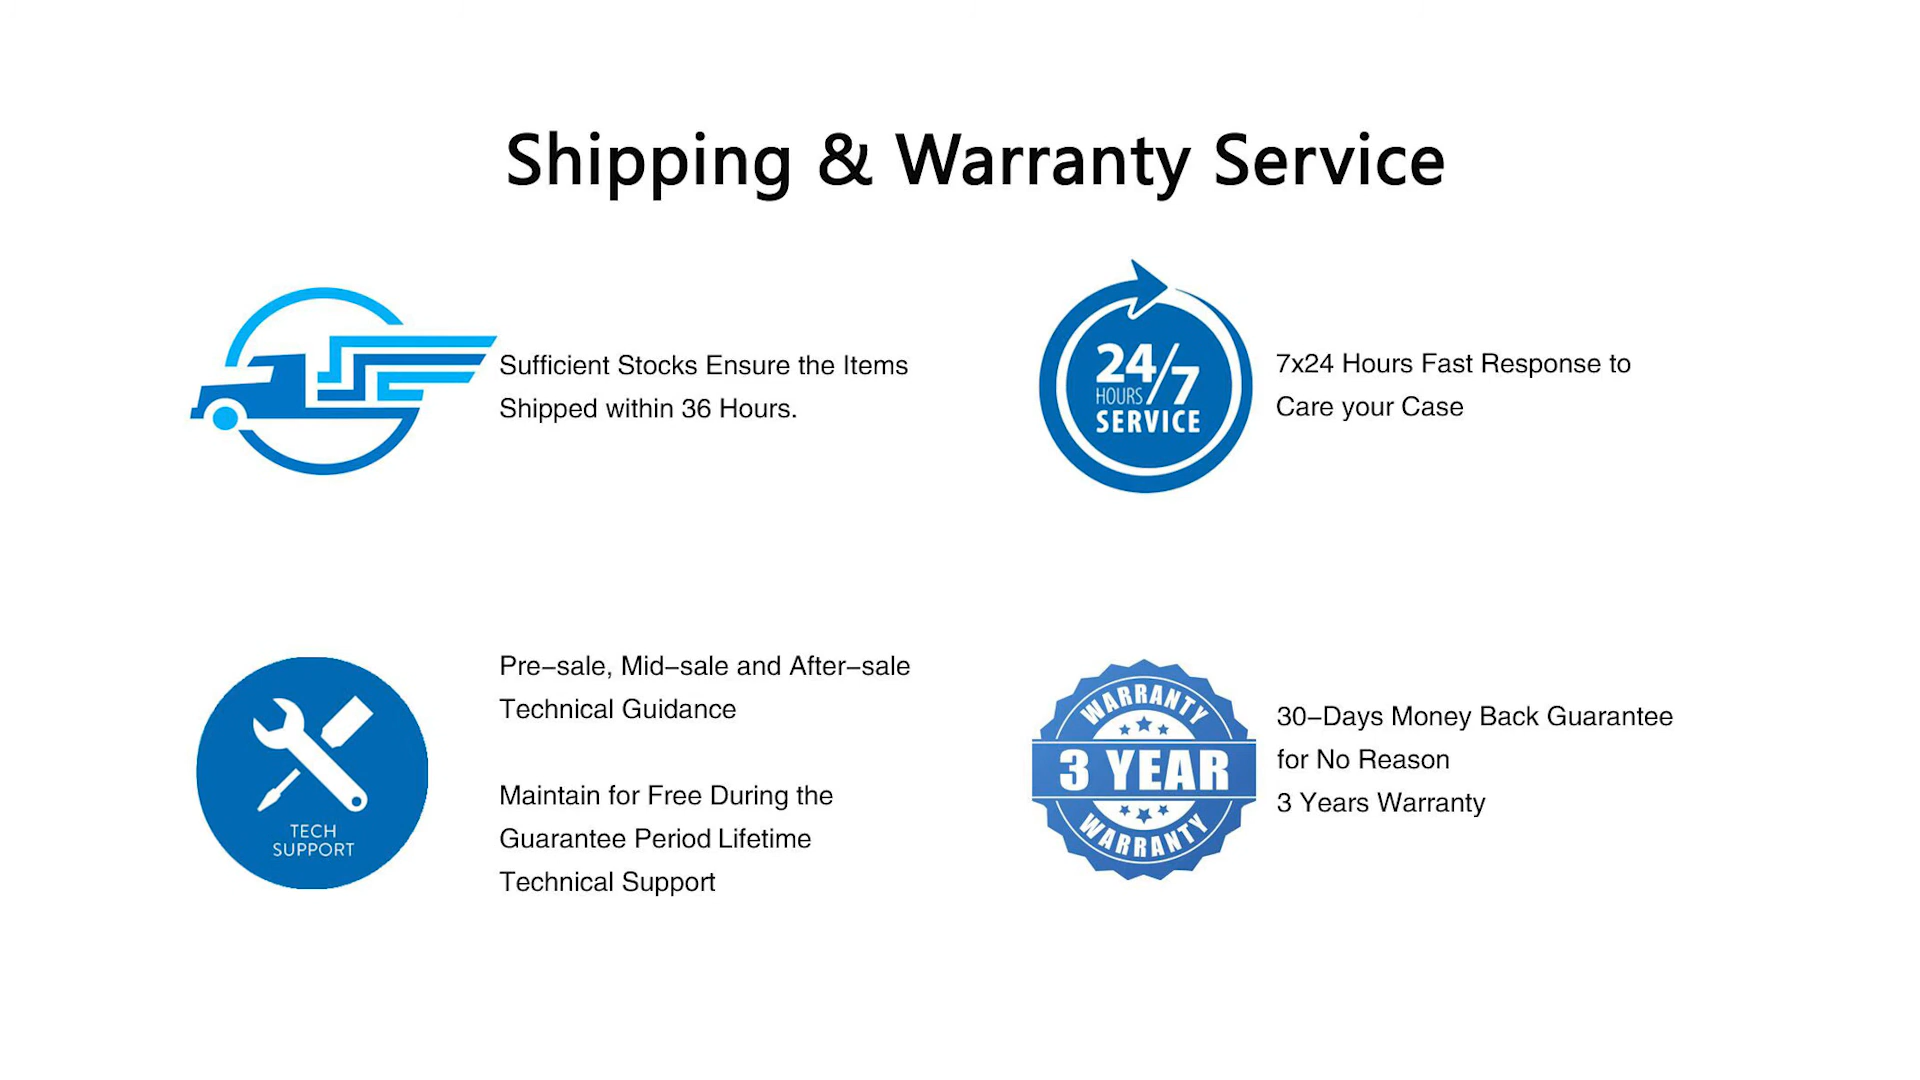 Shipping & Warranty Service
Sufficient Stocks Ensure the Items
Shipped within 36 Hours.
24/7
HOURS
SERVICE
7x24 Hours Fast Response to
Care your Case
TECH
SUPPORT
Pre–sale, Mid–sale and After–sale
Technical Guidance
Maintain for Free During the
Guarantee Period Lifetime
Technical Support
WARRANTY
3 YEAR
WARRANTY
30–Days Money Back Guarantee
for No Reason
3 Years Warranty